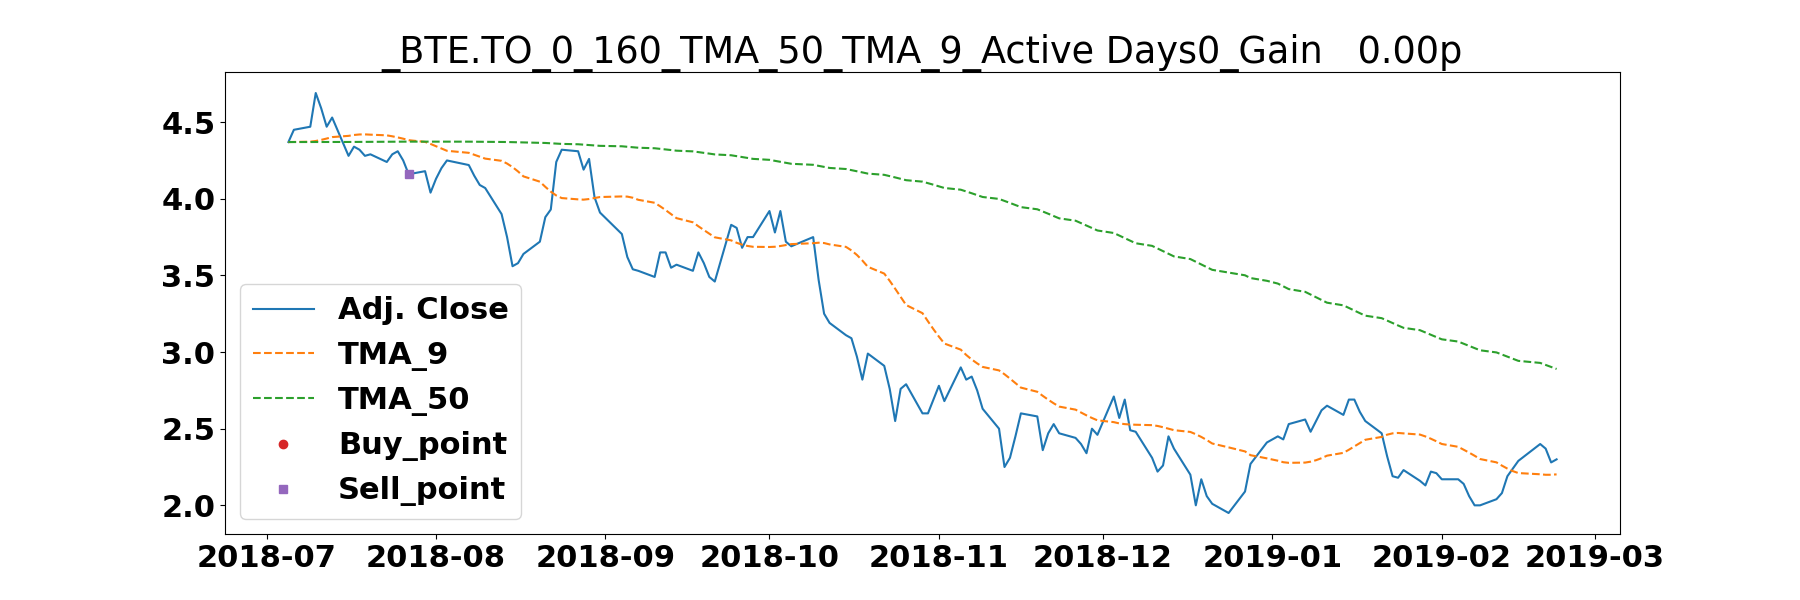 _BTE.TO_0_160_TMA_50_TMA_9_Active Days0_Gain   0.00p
4.5
4.0
3.5
3.0
2.5
2.0
Adj. Close
TMA_9
TMA_50
Buy_point
Sell_point
2018-07 2018-08 2018-09 2018-10 2018-11 2018-12 2019-01 2019-02 2019-03